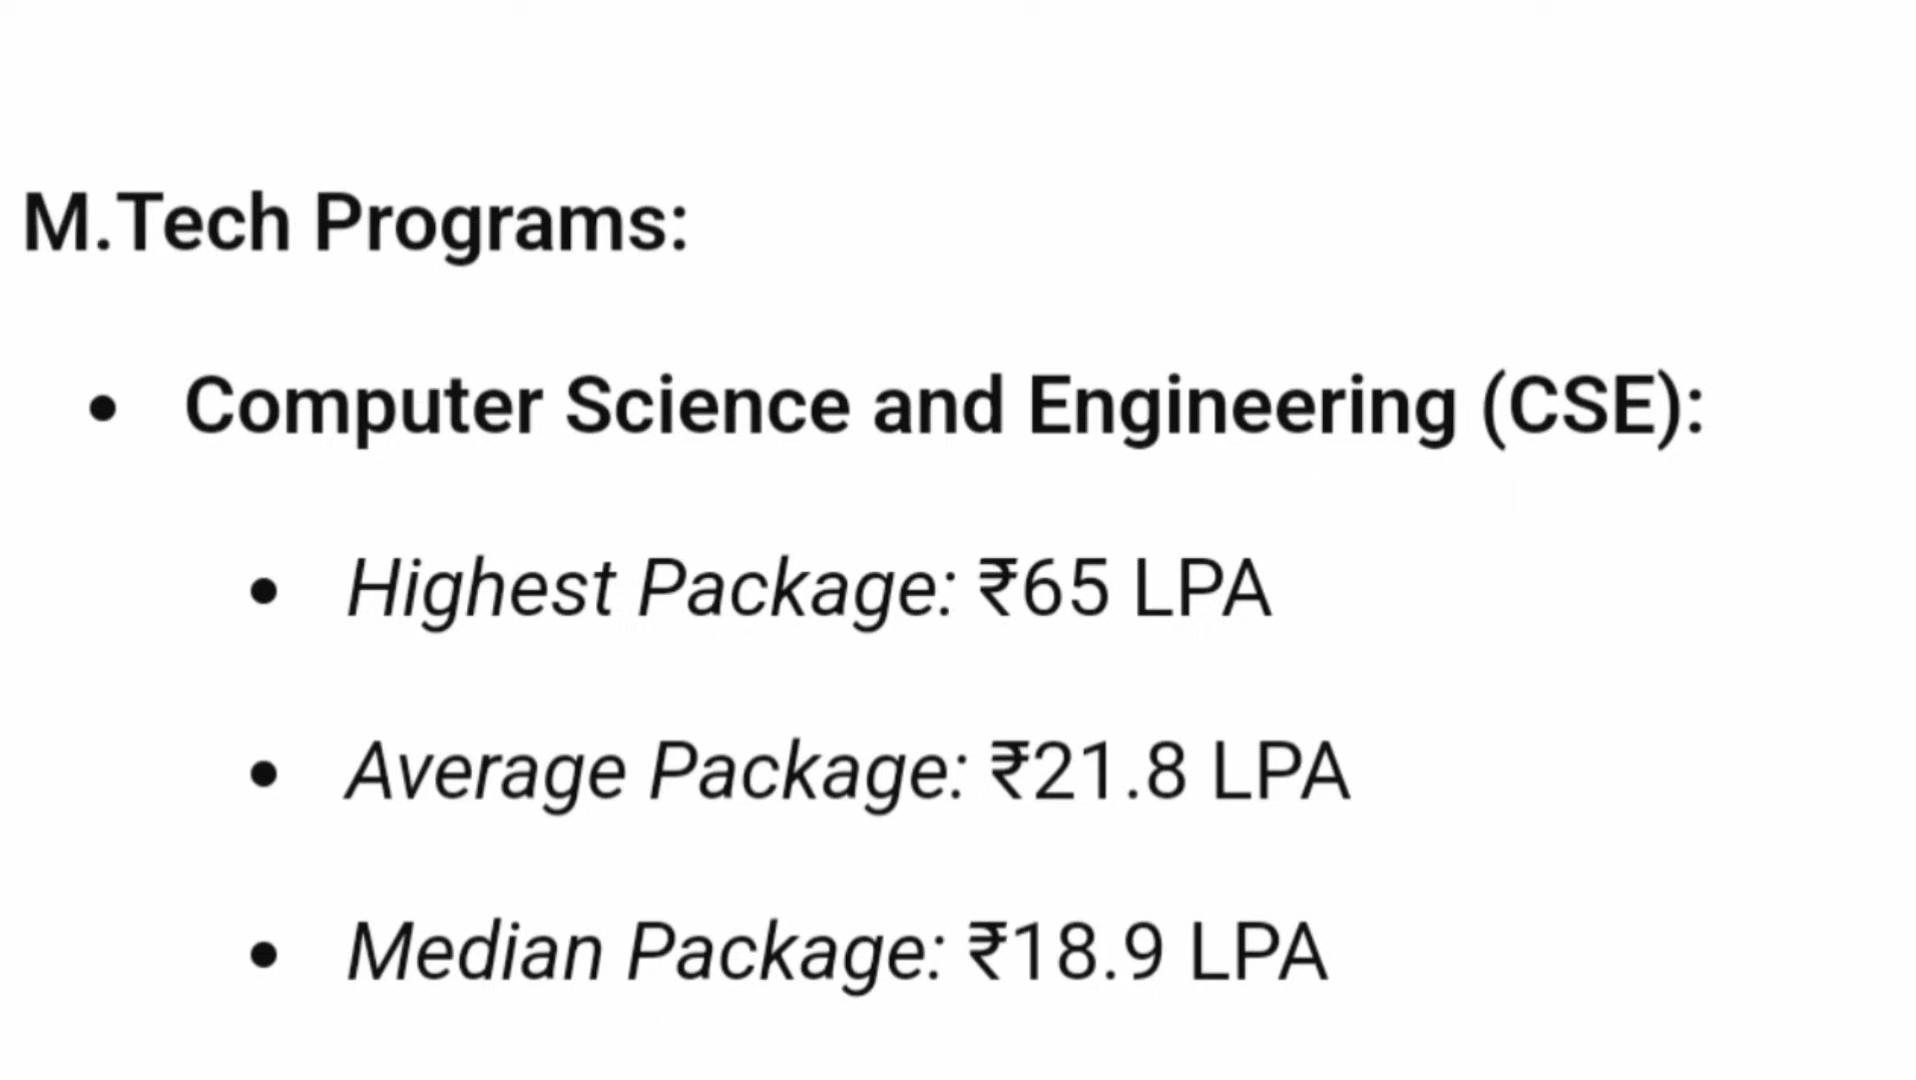 M.Tech Programs:
• Computer Science and Engineering (CSE):
• Highest Package: ₹65 LPA
• Average Package: ₹21.8 LPA
• Median Package: ₹18.9 LPA